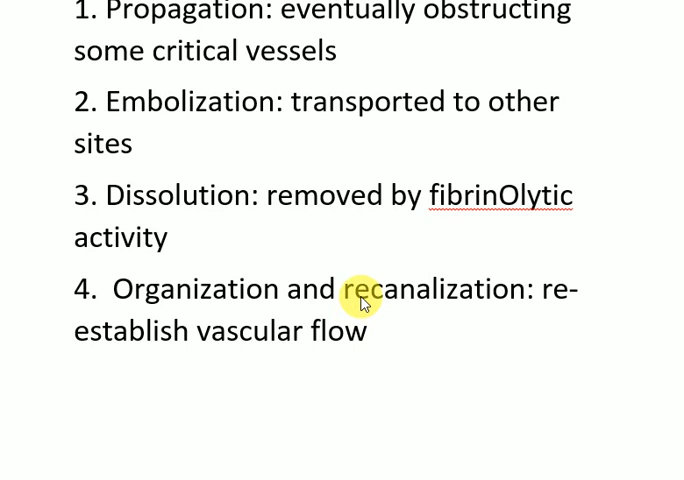 1. Propagation: eventually obstructing
some critical vessels
2. Embolization: transported to other
sites
3. Dissolution: removed by fibrinOlytic
activity
4.  Organization and recanalization: re-
establish vascular flow